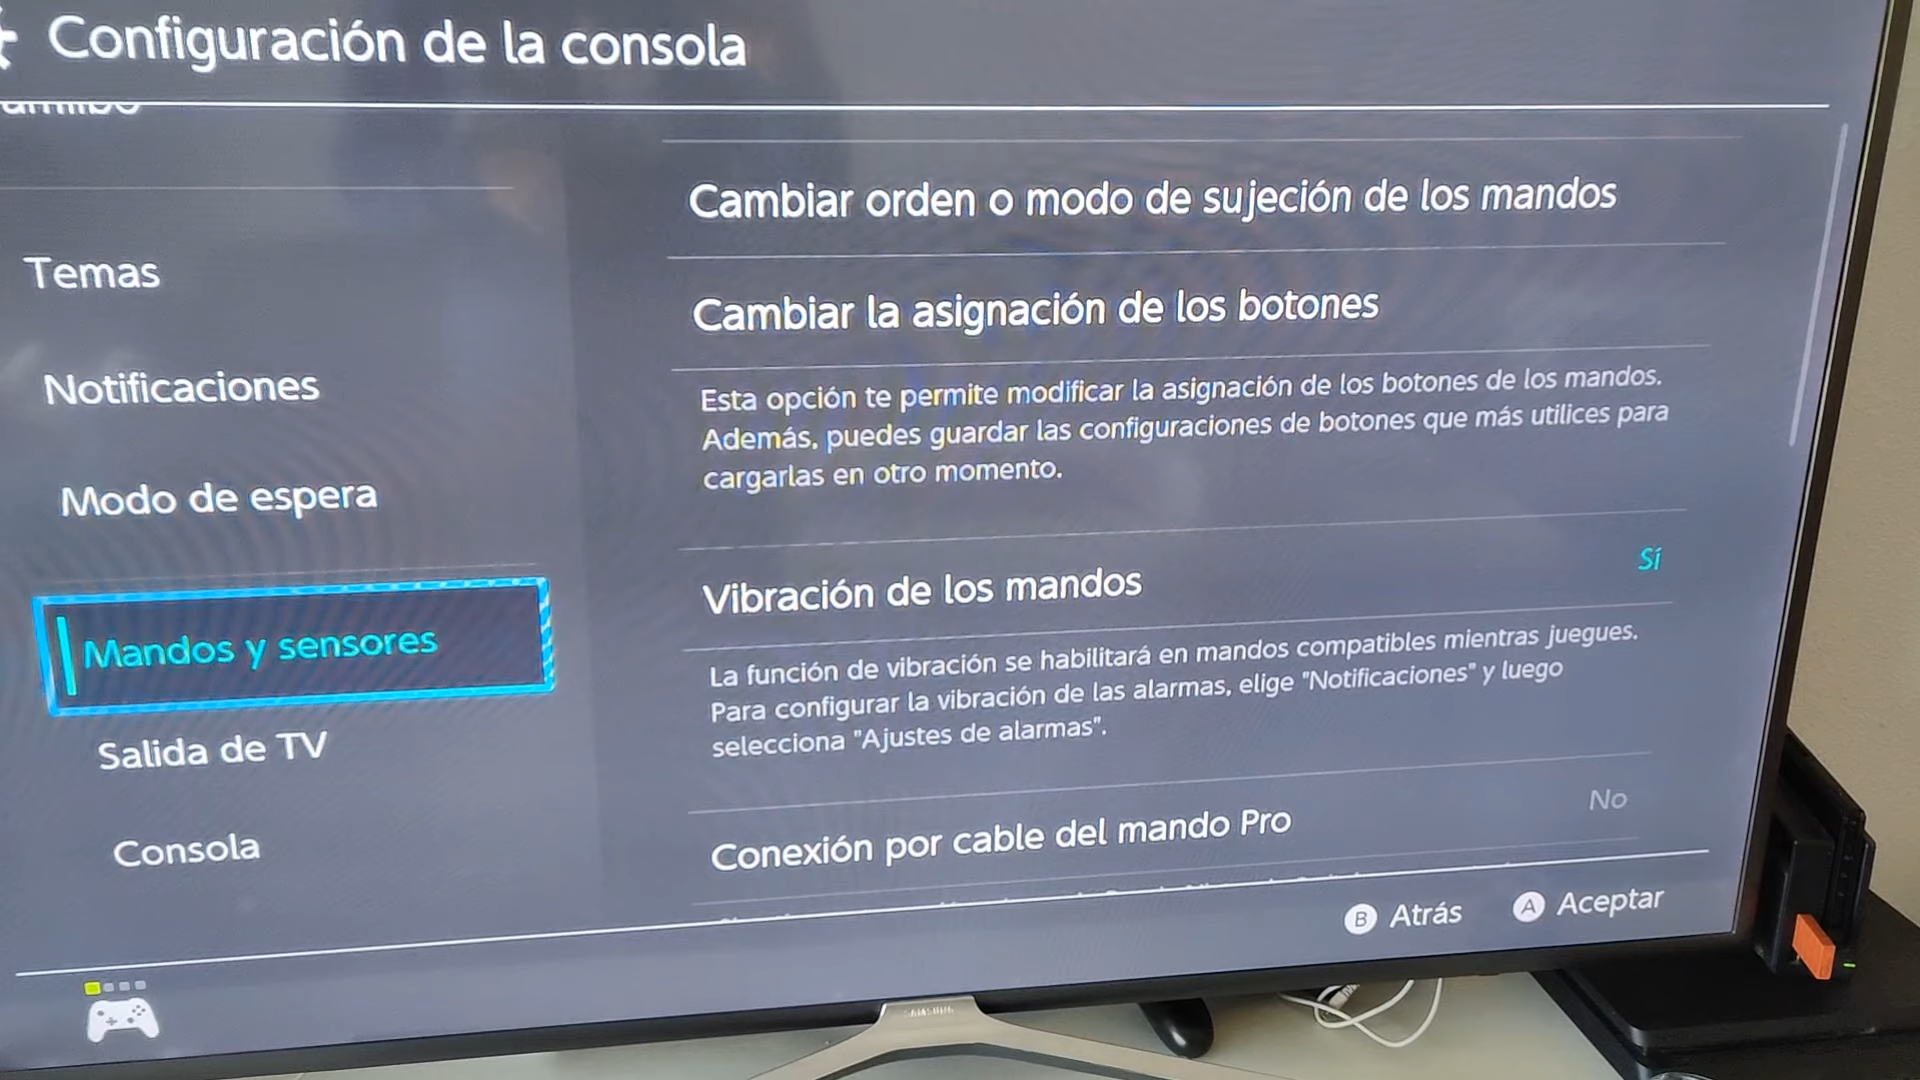 Configuración de la consola
amiibo
Temas
Notificaciones
Modo de espera
Mandos y sensores
Salida de TV
Consola
Cambiar orden o modo de sujeción de los mandos
Cambiar la asignación de los botones
Esta opción te permite modificar la asignación de los botones de los mandos.
Además, puedes guardar las configuraciones de botones que más utilices para
cargarlas en otro momento.
Vibración de los mandos Sí
La función de vibración se habilitará en mandos compatibles mientras juegues.
Para configurar la vibración de las alarmas, elige "Notificaciones" y luego
selecciona "Ajustes de alarmas".
Conexión por cable del mando Pro No
B Atrás A Aceptar
SAMSUNG